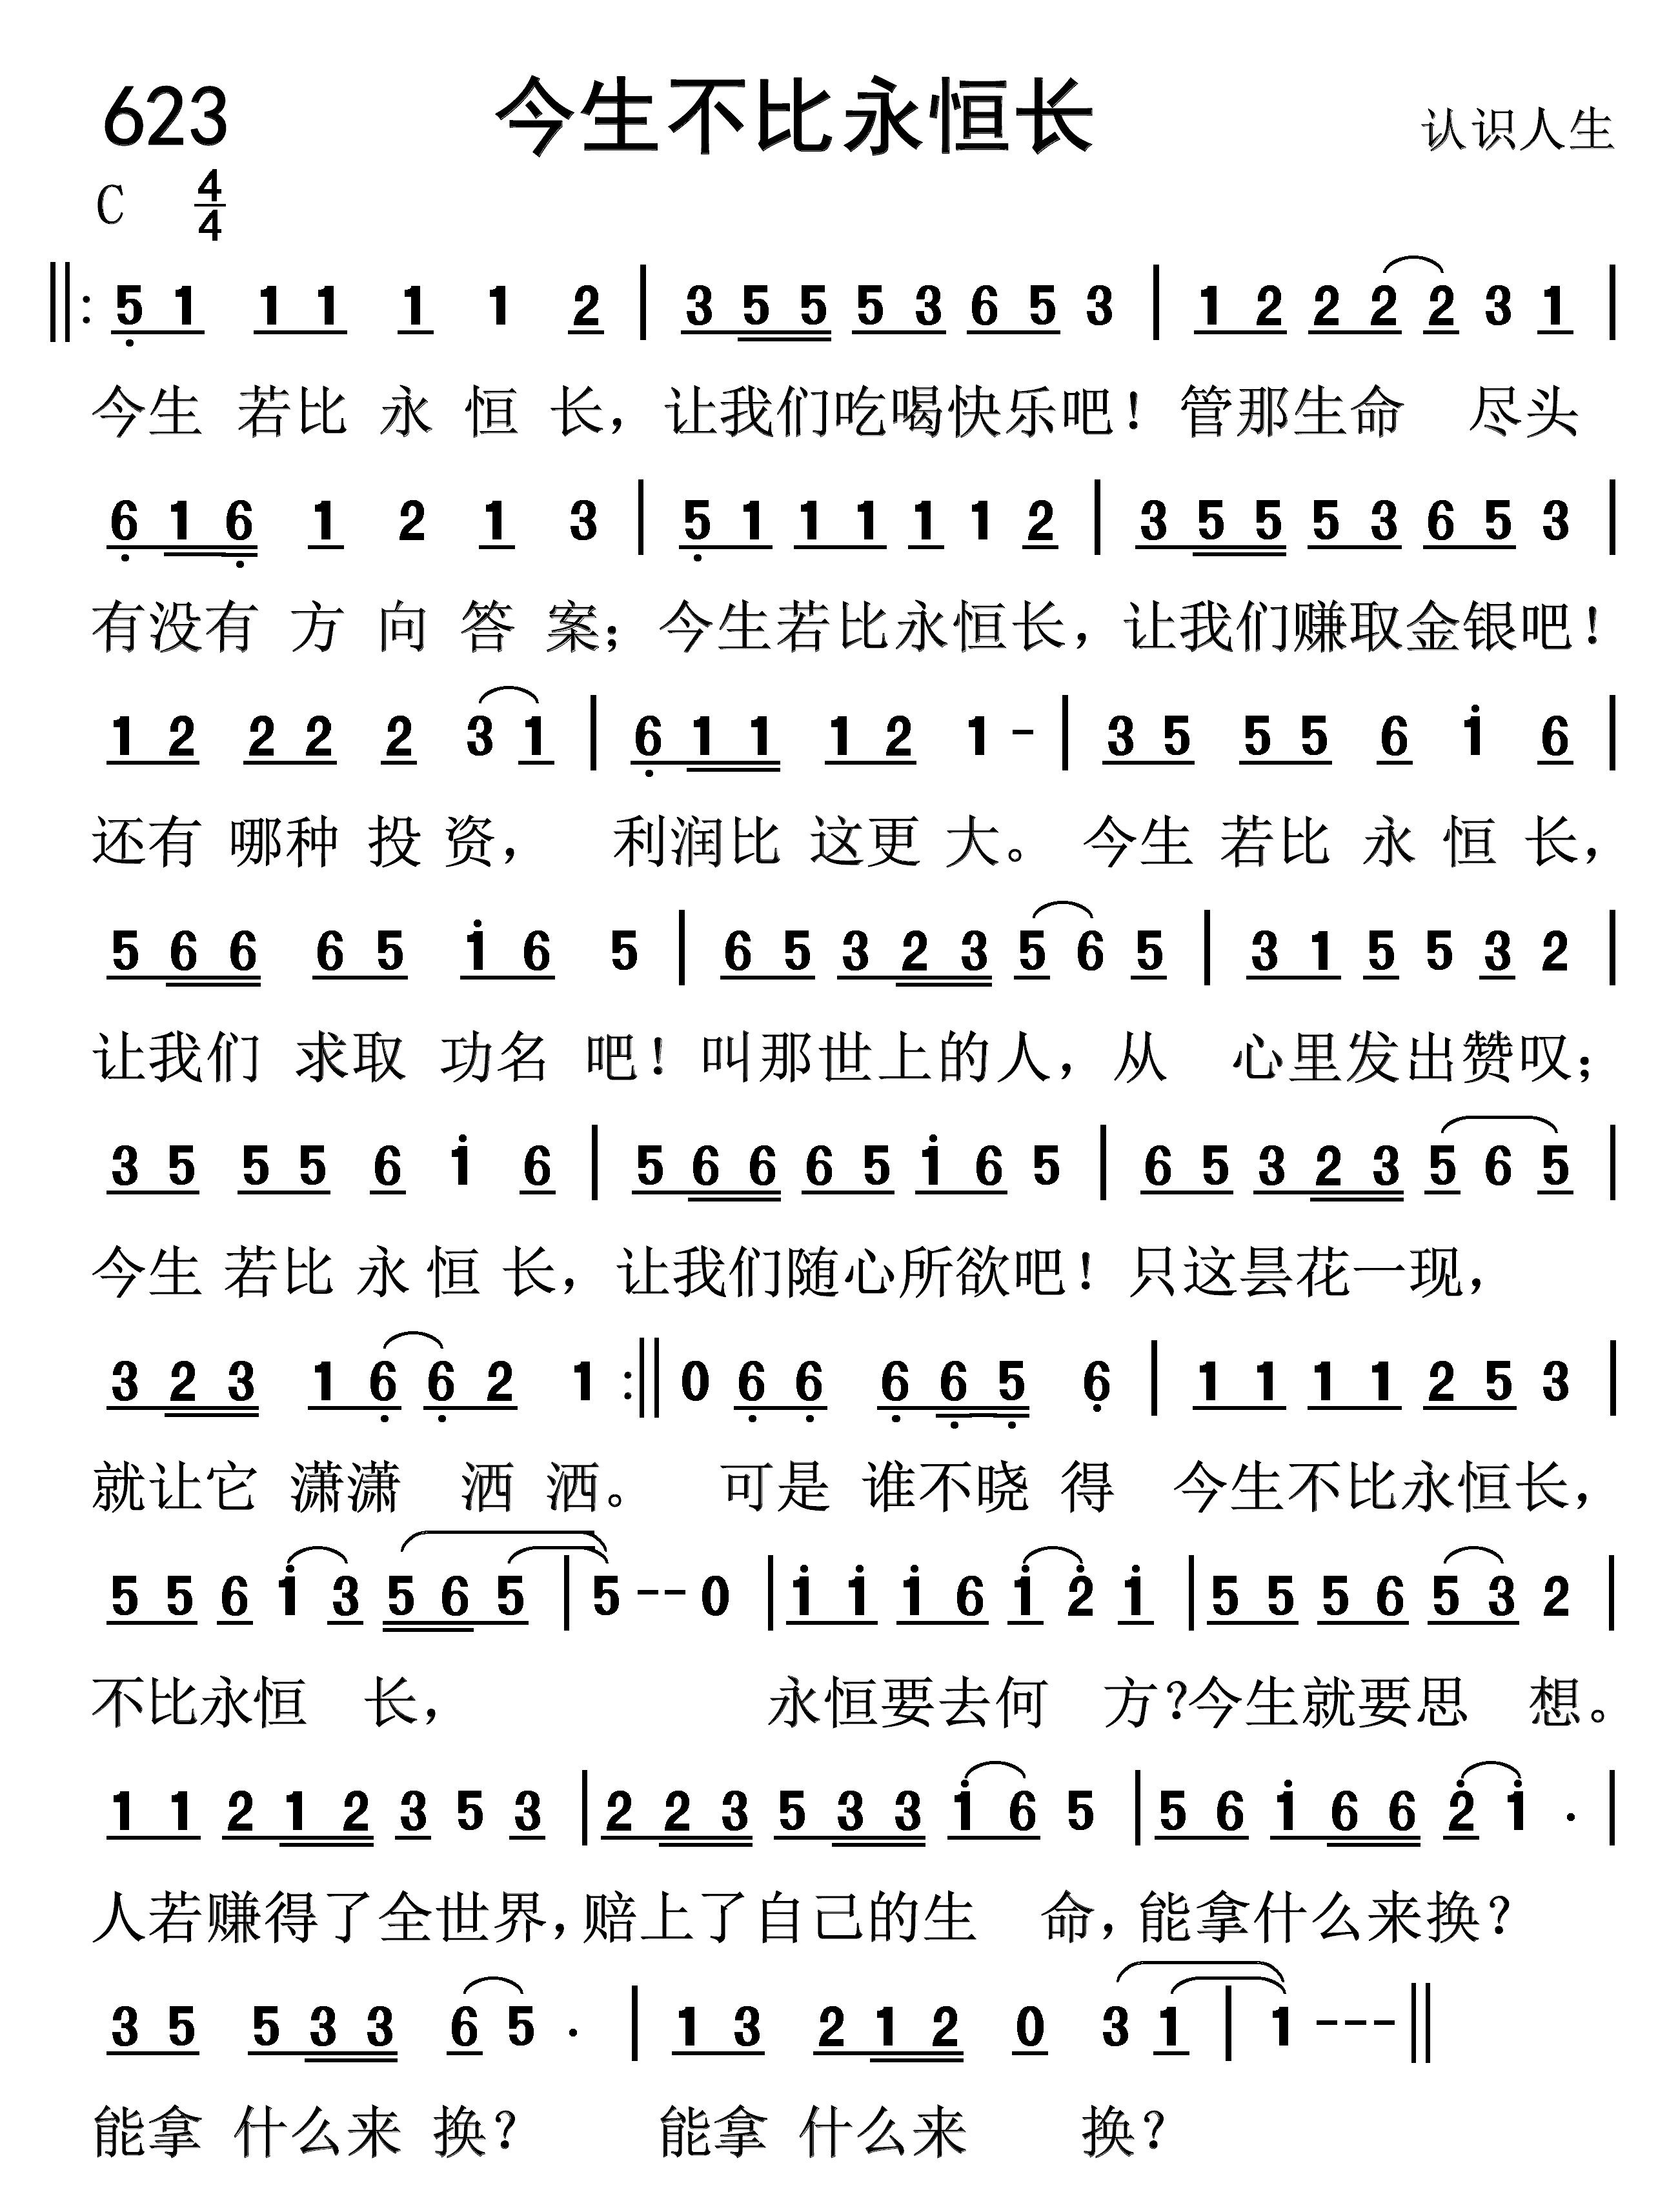 623 今生不比永恒长 认识人生
C 4/4
‖: 5 1 1 1 1 1 2 | 3 5 5 5 3 6 5 3 | 1 2 2 2 2 3 1 |
今生 若比 永 恒 长，让我们吃喝快乐吧！管那生命 尽头
6 1 6 1 2 1 3 | 5 1 1 1 1 1 2 | 3 5 5 5 3 6 5 3 |
有没有 方 向 答 案；今生若比永恒长，让我们赚取金银吧！
1 2 2 2 2 3 1 | 6 1 1 1 2 1 - | 3 5 5 5 6 i 6 |
还有 哪种 投 资， 利润比 这更 大。 今生 若比 永 恒 长，
5 6 6 6 5 i 6 5 | 6 5 3 2 3 5 6 5 | 3 1 5 5 3 2 |
让我们 求取 功名 吧！叫那世上的人，从 心里发出赞叹；
3 5 5 5 6 i 6 | 5 6 6 6 5 i 6 5 | 6 5 3 2 3 5 6 5 |
今生 若比 永 恒 长，让我们随心所欲吧！只这昙花一现，
3 2 3 1 6 6 2 1 :‖ 0 6 6 6 6 5 6 | 1 1 1 1 2 5 3 |
就让它 潇潇 洒 洒。 可是 谁不晓 得 今生不比永恒长，
5 5 6 i 3 5 6 5 | 5 - - 0 | i i i 6 i 2 i | 5 5 5 6 5 3 2 |
不比永恒 长， 永恒要去何 方?今生就要思 想。
1 1 2 1 2 3 5 3 | 2 2 3 5 3 3 i 6 5 | 5 6 i 6 6 2 i . |
人若赚得了全世界，赔上了自己的生 命，能拿什么来换?
3 5 5 3 3 6 5 . | 1 3 2 1 2 0 3 1 | 1 - - - ‖
能拿 什么来 换? 能拿 什么来 换?